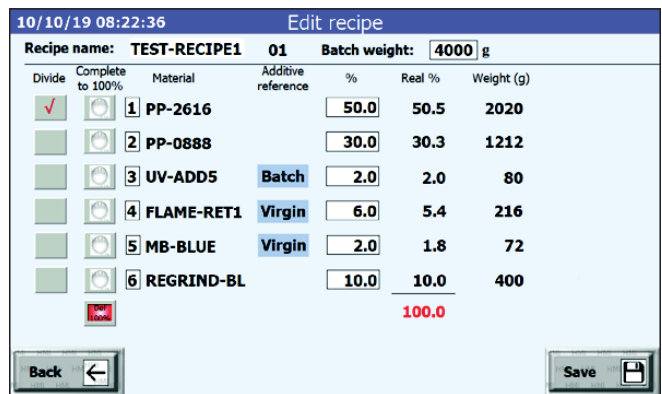 10/10/19 08:22:36 Edit recipe
Recipe name: TEST-RECIPE1 01 Batch weight: 4000 g
Divide Complete to 100% Material Additive reference % Real % Weight (g)
√ 1 PP-2616 50.0 50.5 2020
2 PP-0888 30.0 30.3 1212
3 UV-ADD5 Batch 2.0 2.0 80
4 FLAME-RET1 Virgin 6.0 5.4 216
5 MB-BLUE Virgin 2.0 1.8 72
6 REGRIND-BL 10.0 10.0 400
Def 100% 100.0
Back Save